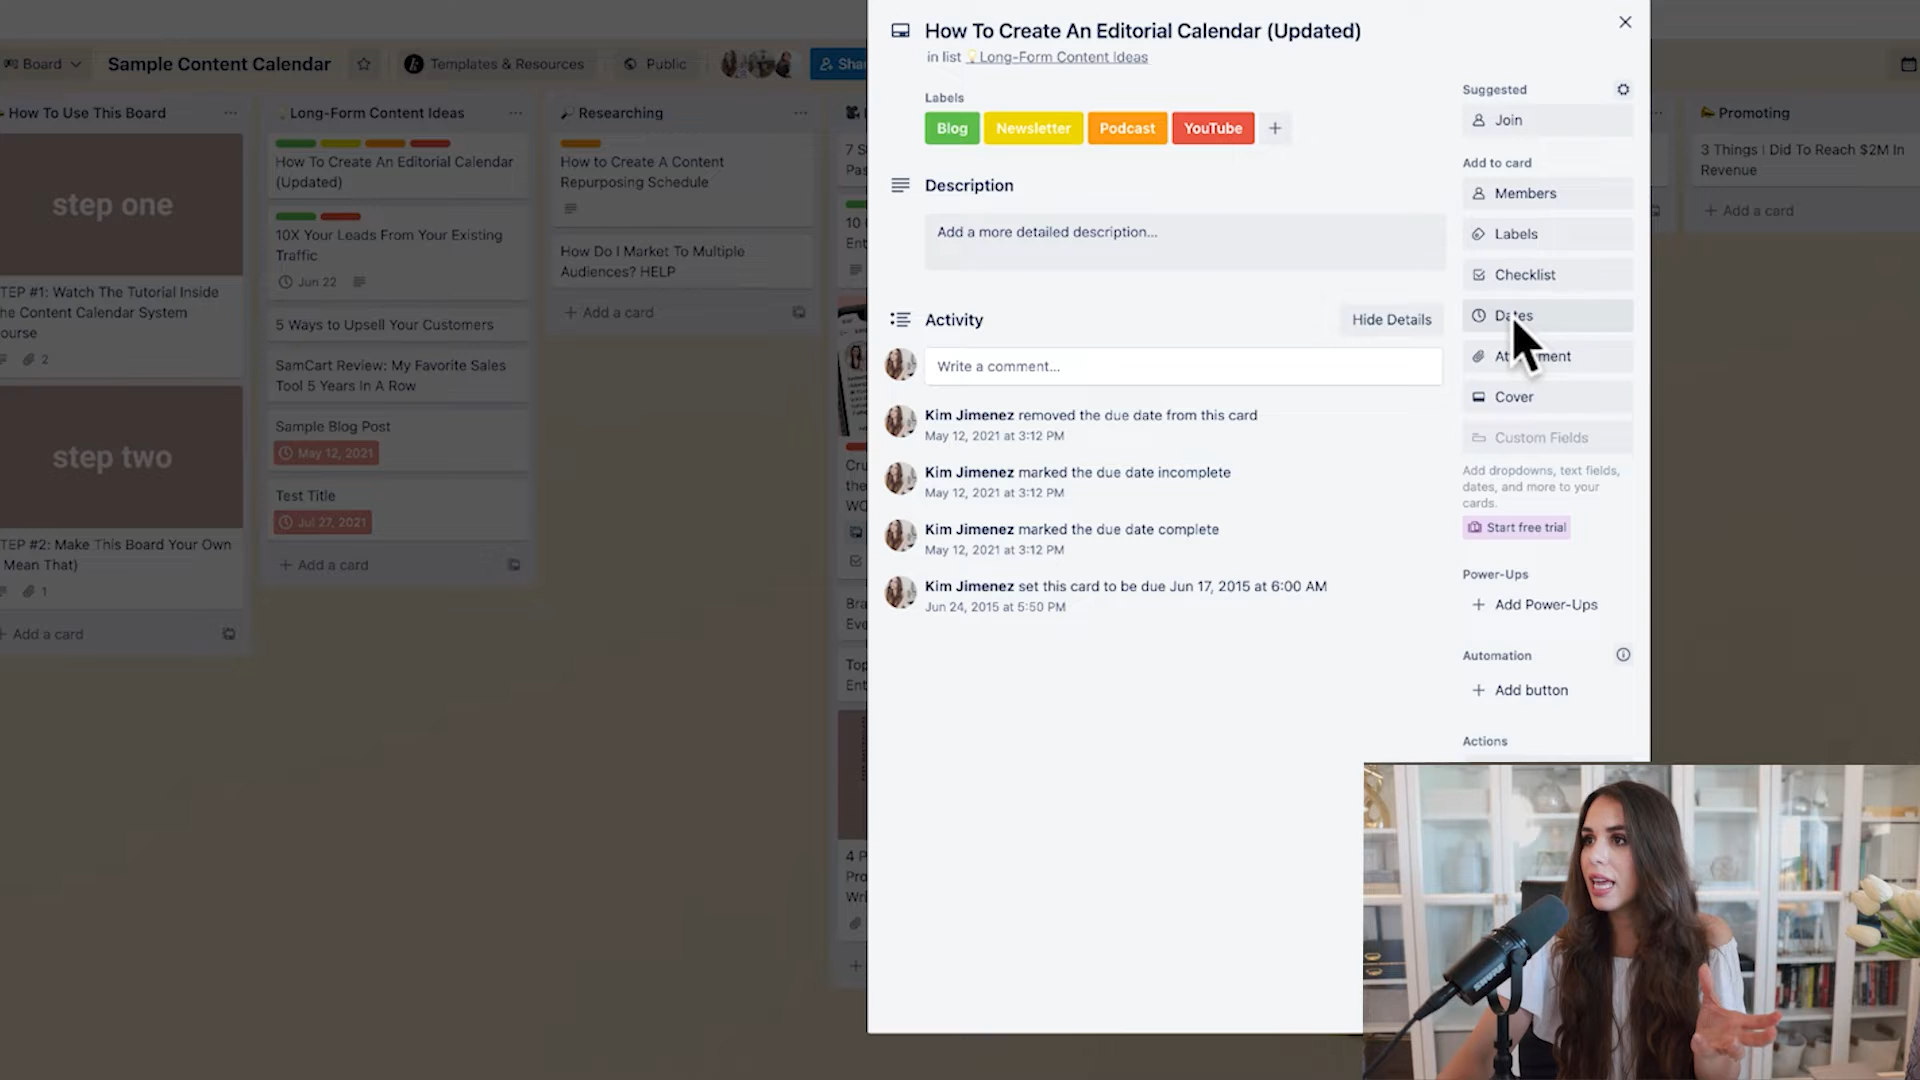 Board
Sample Content Calendar
Templates & Resources
Public
How To Use This Board
step one
Watch The Tutorial Inside
Content Calendar System
2
step two
Make This Board Your Own
Mean That)
1
Add a card
Long-Form Content Ideas
How To Create An Editorial Calendar
(Updated)
10X Your Leads From Your Existing
Traffic
Jun 22
5 Ways to Upsell Your Customers
SamCart Review: My Favorite Sales
Tool 5 Years In A Row
Sample Blog Post
May 12, 2021
Test Title
Jul 27, 2021
+ Add a card
Researching
How to Create A Content
Repurposing Schedule
How Do I Market To Multiple
Audiences? HELP
+ Add a card
How To Create An Editorial Calendar (Updated)
in list 💡Long-Form Content Ideas
Labels
Blog Newsletter Podcast YouTube +
Description
Add a more detailed description...
Activity
Hide Details
Write a comment...
Kim Jimenez removed the due date from this card
May 12, 2021 at 3:12 PM
Kim Jimenez marked the due date incomplete
May 12, 2021 at 3:12 PM
Kim Jimenez marked the due date complete
May 12, 2021 at 3:12 PM
Kim Jimenez set this card to be due Jun 17, 2015 at 6:00 AM
Jun 24, 2015 at 5:50 PM
Suggested
Join
Add to card
Members
Labels
Checklist
Dates
Cover
Custom Fields
Add dropdowns, text fields,
dates, and more to your
cards.
Start free trial
Power-Ups
+ Add Power-Ups
Automation
+ Add button
Actions
Promoting
3 Things I Did To Reach $2M In
Revenue
+ Add a card
SHURE